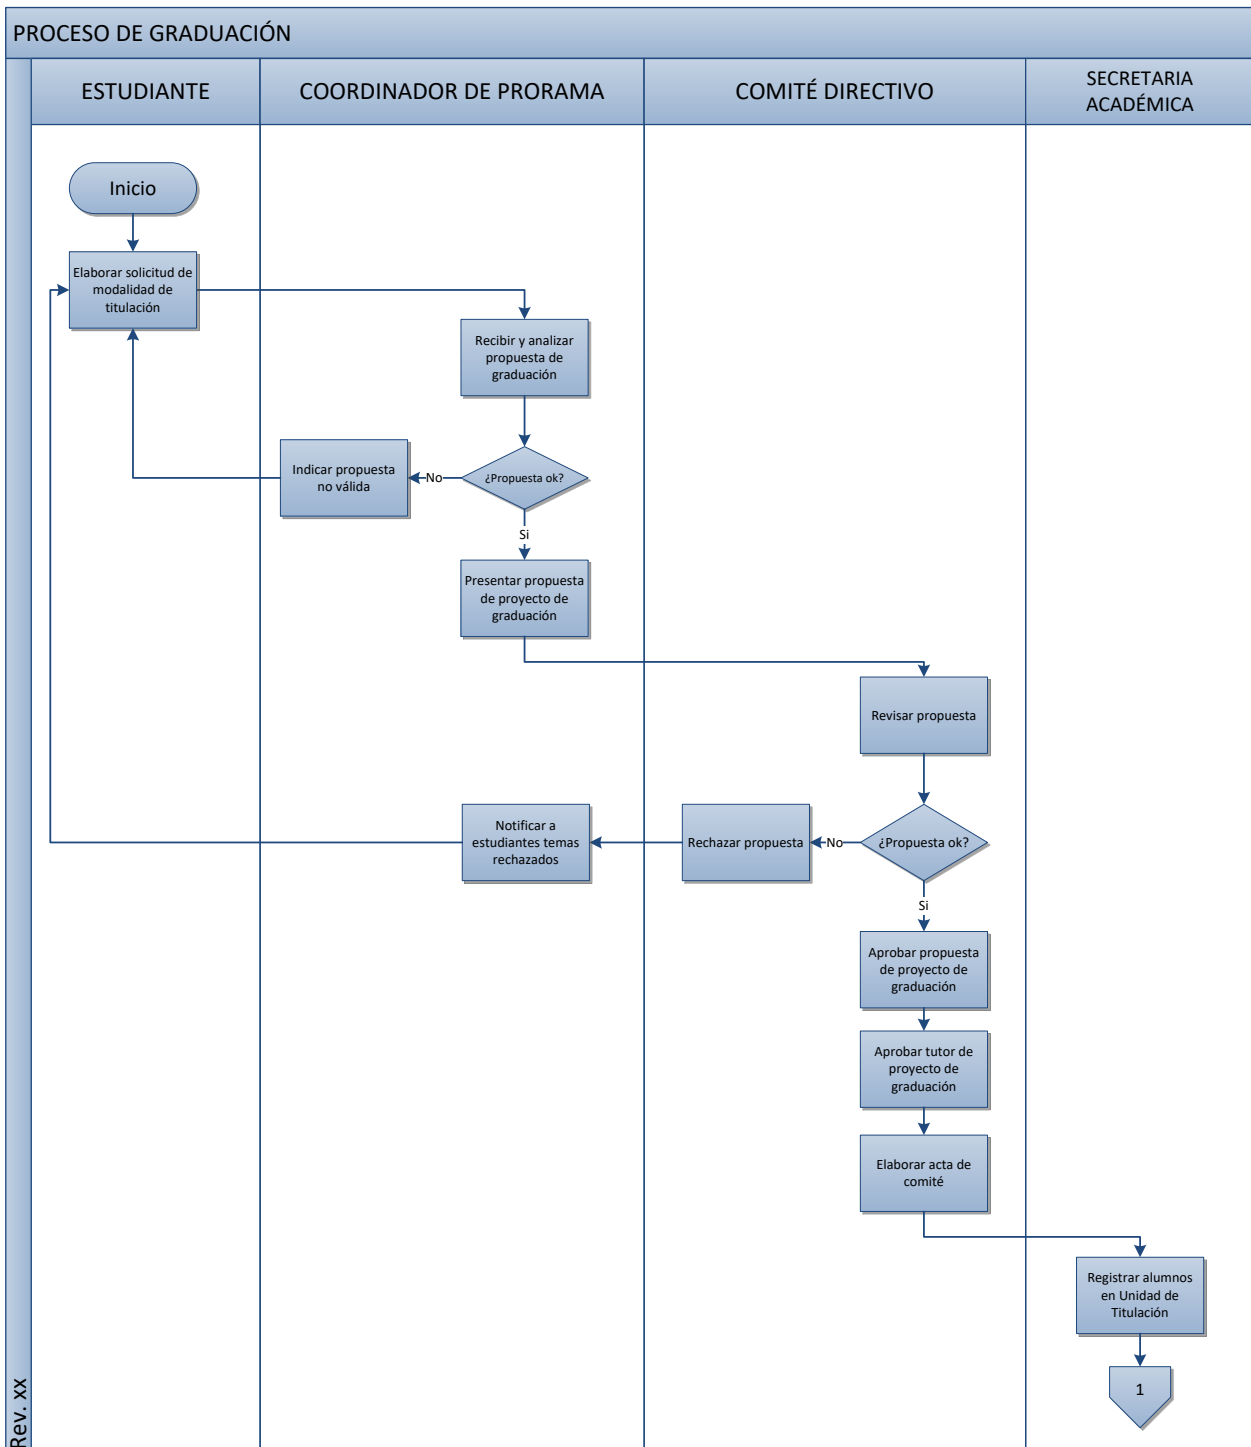 PROCESO DE GRADUACIÓN
ESTUDIANTE
COORDINADOR DE PRORAMA
COMITÉ DIRECTIVO
SECRETARIA
ACADÉMICA
Inicio
Elaborar solicitud de
modalidad de
titulación
Recibir y analizar
propuesta de
graduación
Indicar propuesta
no válida
No
¿Propuesta ok?
Si
Presentar propuesta
de proyecto de
graduación
Revisar propuesta
Notificar a
estudiantes temas
rechazados
Rechazar propuesta
No
¿Propuesta ok?
Si
Aprobar propuesta
de proyecto de
graduación
Aprobar tutor de
proyecto de
graduación
Elaborar acta de
comité
Registrar alumnos
en Unidad de
Titulación
1
Rev. xx